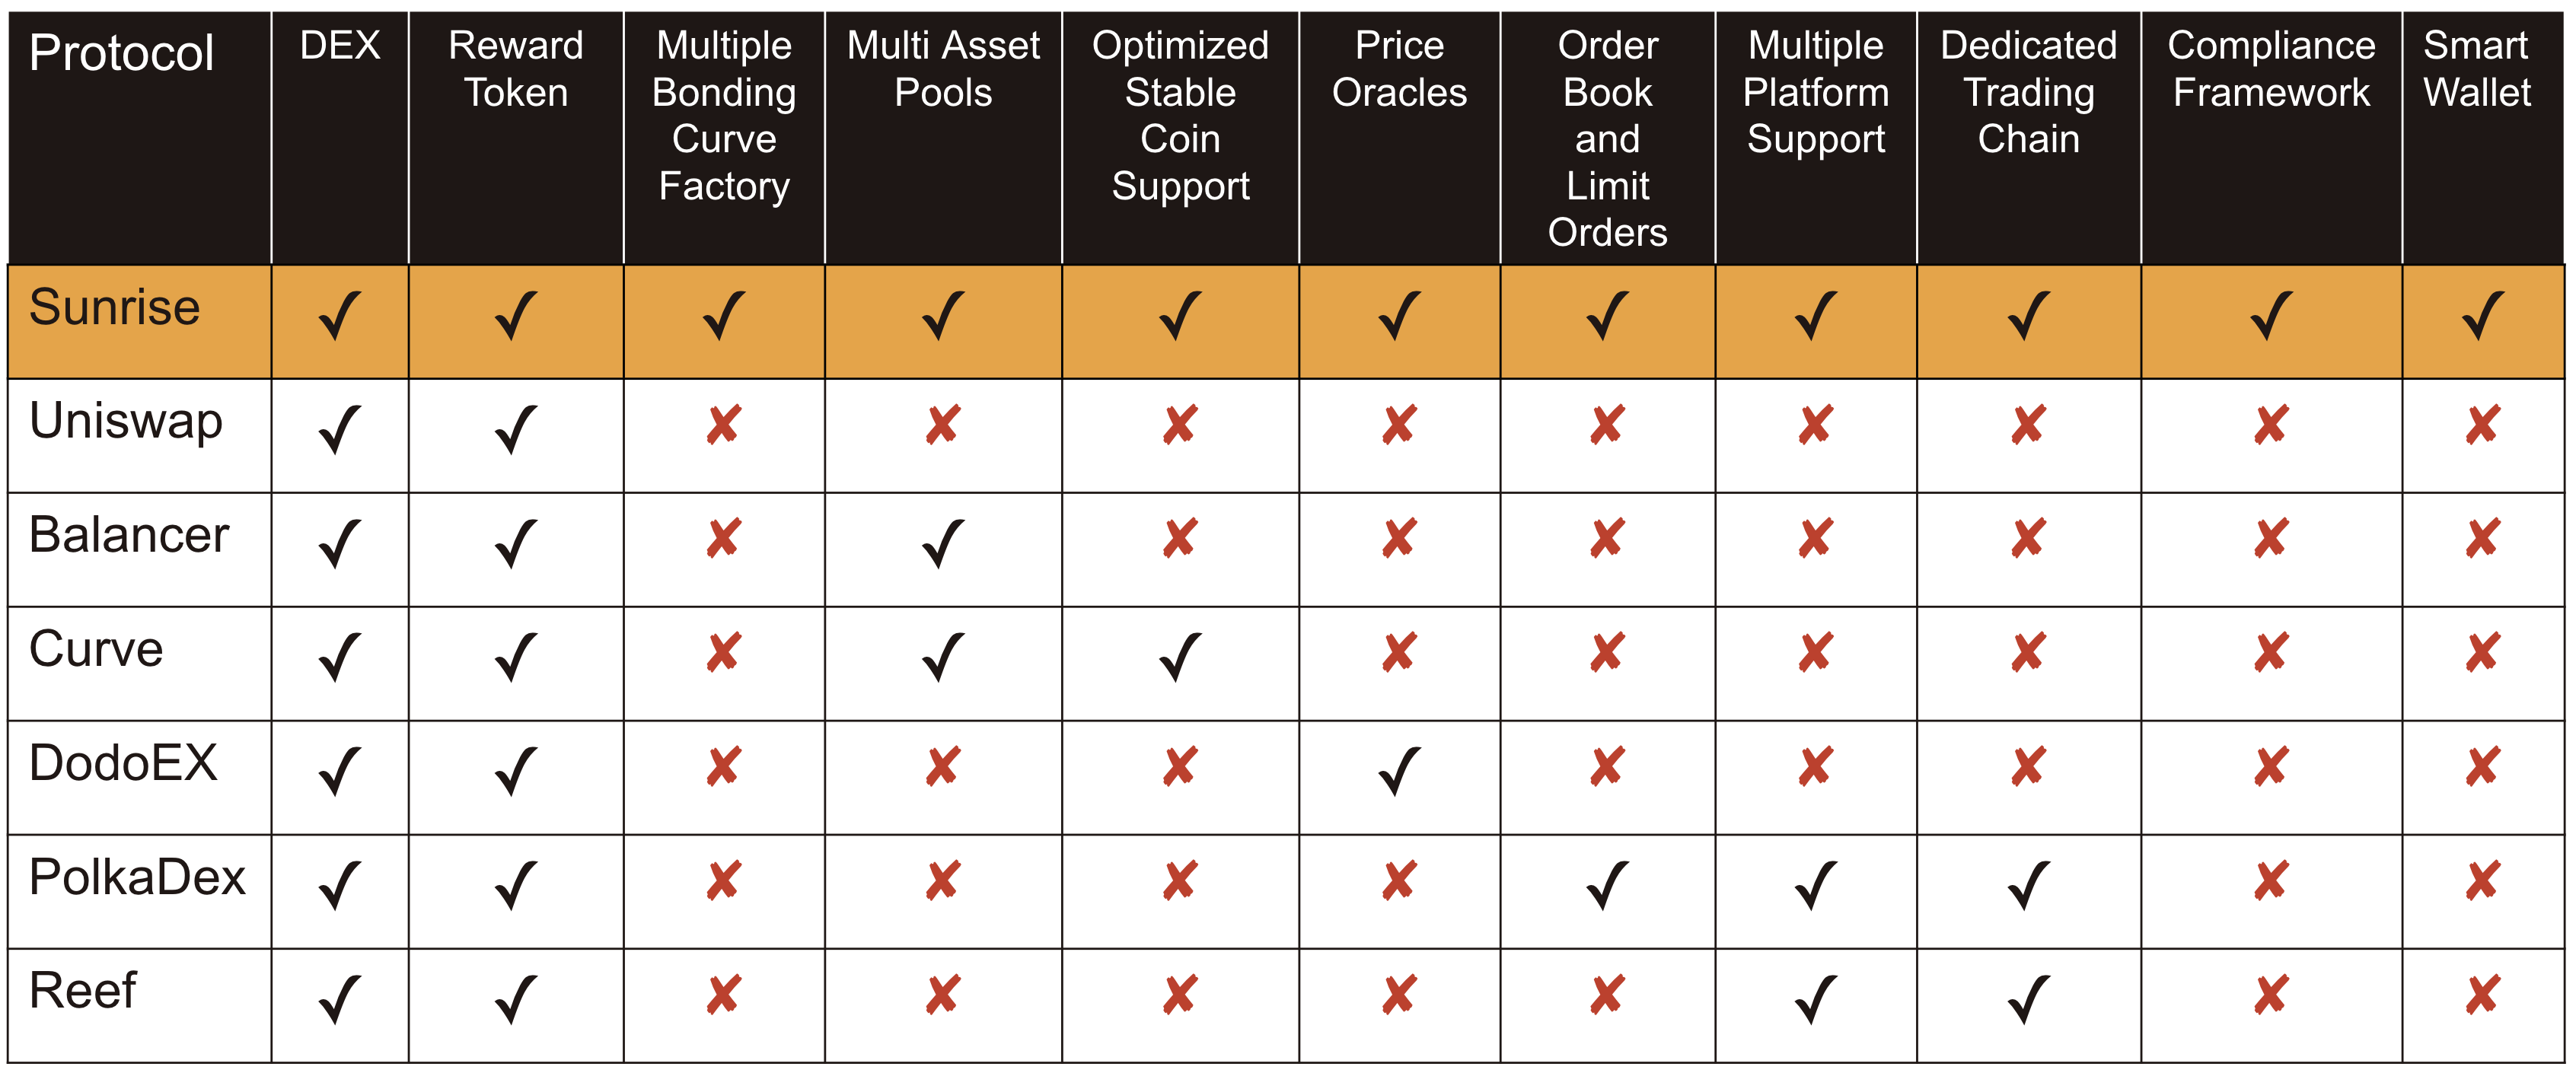 Protocol
DEX
Reward
Token
Multiple
Bonding
Curve
Factory
Multi Asset
Pools
Optimized
Stable
Coin
Support
Price
Oracles
Order
Book
and
Limit
Orders
Multiple
Platform
Support
Dedicated
Trading
Chain
Compliance
Framework
Smart
Wallet
Sunrise ✓ ✓ ✓ ✓ ✓ ✓ ✓ ✓ ✓ ✓ ✓
Uniswap ✓ ✓ ✘ ✘ ✘ ✘ ✘ ✘ ✘ ✘ ✘
Balancer ✓ ✓ ✘ ✓ ✘ ✘ ✘ ✘ ✘ ✘ ✘
Curve ✓ ✓ ✘ ✓ ✓ ✘ ✘ ✘ ✘ ✘ ✘
DodoEX ✓ ✓ ✘ ✘ ✘ ✓ ✘ ✘ ✘ ✘ ✘
PolkaDex ✓ ✓ ✘ ✘ ✘ ✘ ✓ ✓ ✓ ✘ ✘
Reef ✓ ✓ ✘ ✘ ✘ ✘ ✘ ✓ ✓ ✘ ✘